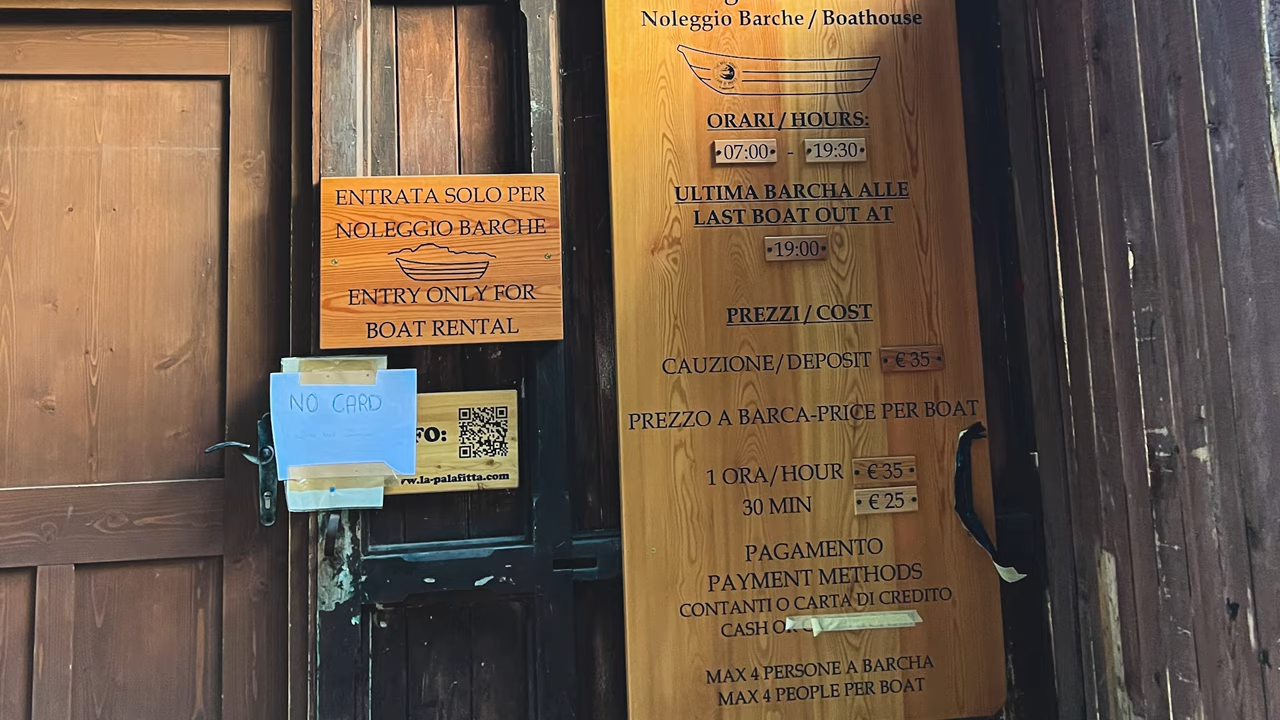 ENTRATA SOLO PER
NOLEGGIO BARCHE
ENTRY ONLY FOR
BOAT RENTAL
NO CARD
FO:
w.la-palafitta.com
Noleggio Barche / Boathouse
ORARI / HOURS:
07:00 - 19:30
ULTIMA BARCHA ALLE
LAST BOAT OUT AT
19:00
PREZZI / COST
CAUZIONE/DEPOSIT € 35
PREZZO A BARCA-PRICE PER BOAT
1 ORA/HOUR € 35
30 MIN € 25
PAGAMENTO
PAYMENT METHODS
CONTANTI O CARTA DI CREDITO
CASH OR
MAX 4 PERSONE A BARCHA
MAX 4 PEOPLE PER BOAT